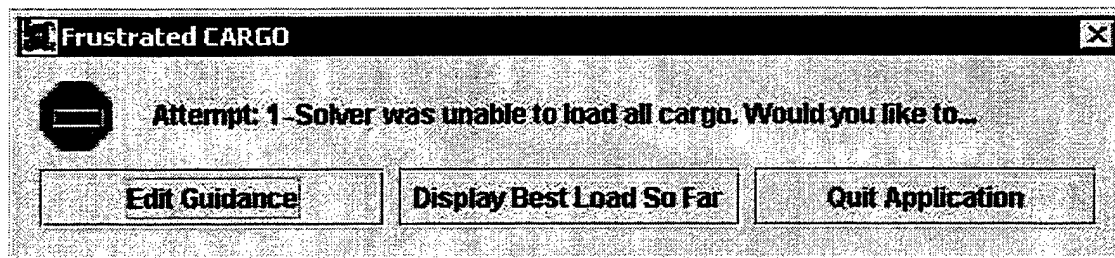 Frustrated CARGO
Attempt: 1-Solver was unable to load all cargo. Would you like to...
Edit Guidance Display Best Load So Far Quit Application